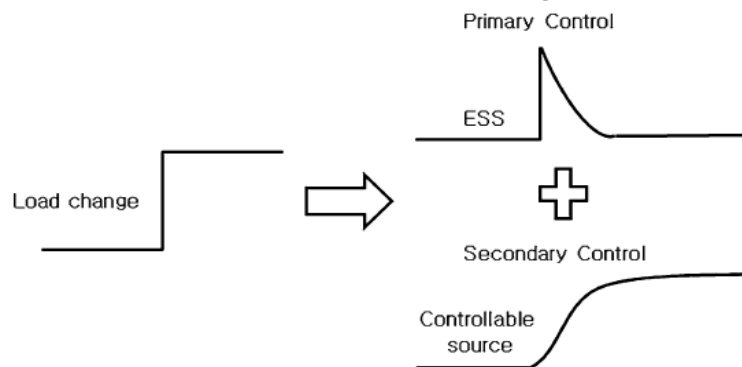 Primary Control
ESS
Load change
Secondary Control
Controllable
source